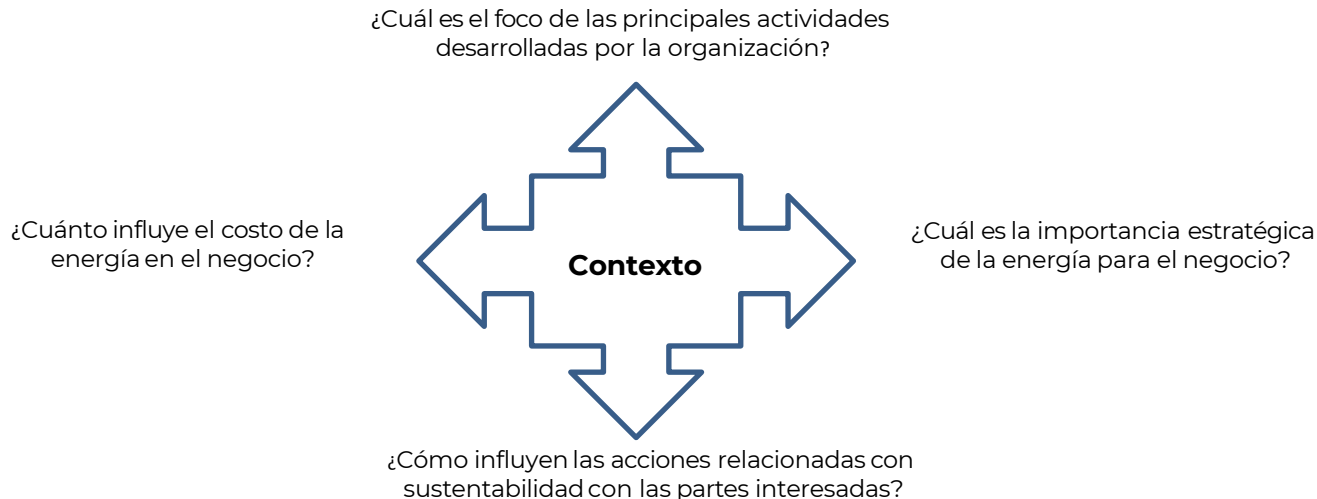 ¿Cuál es el foco de las principales actividades
desarrolladas por la organización?
¿Cuánto influye el costo de la
energía en el negocio?
Contexto
¿Cuál es la importancia estratégica
de la energía para el negocio?
¿Cómo influyen las acciones relacionadas con
sustentabilidad con las partes interesadas?